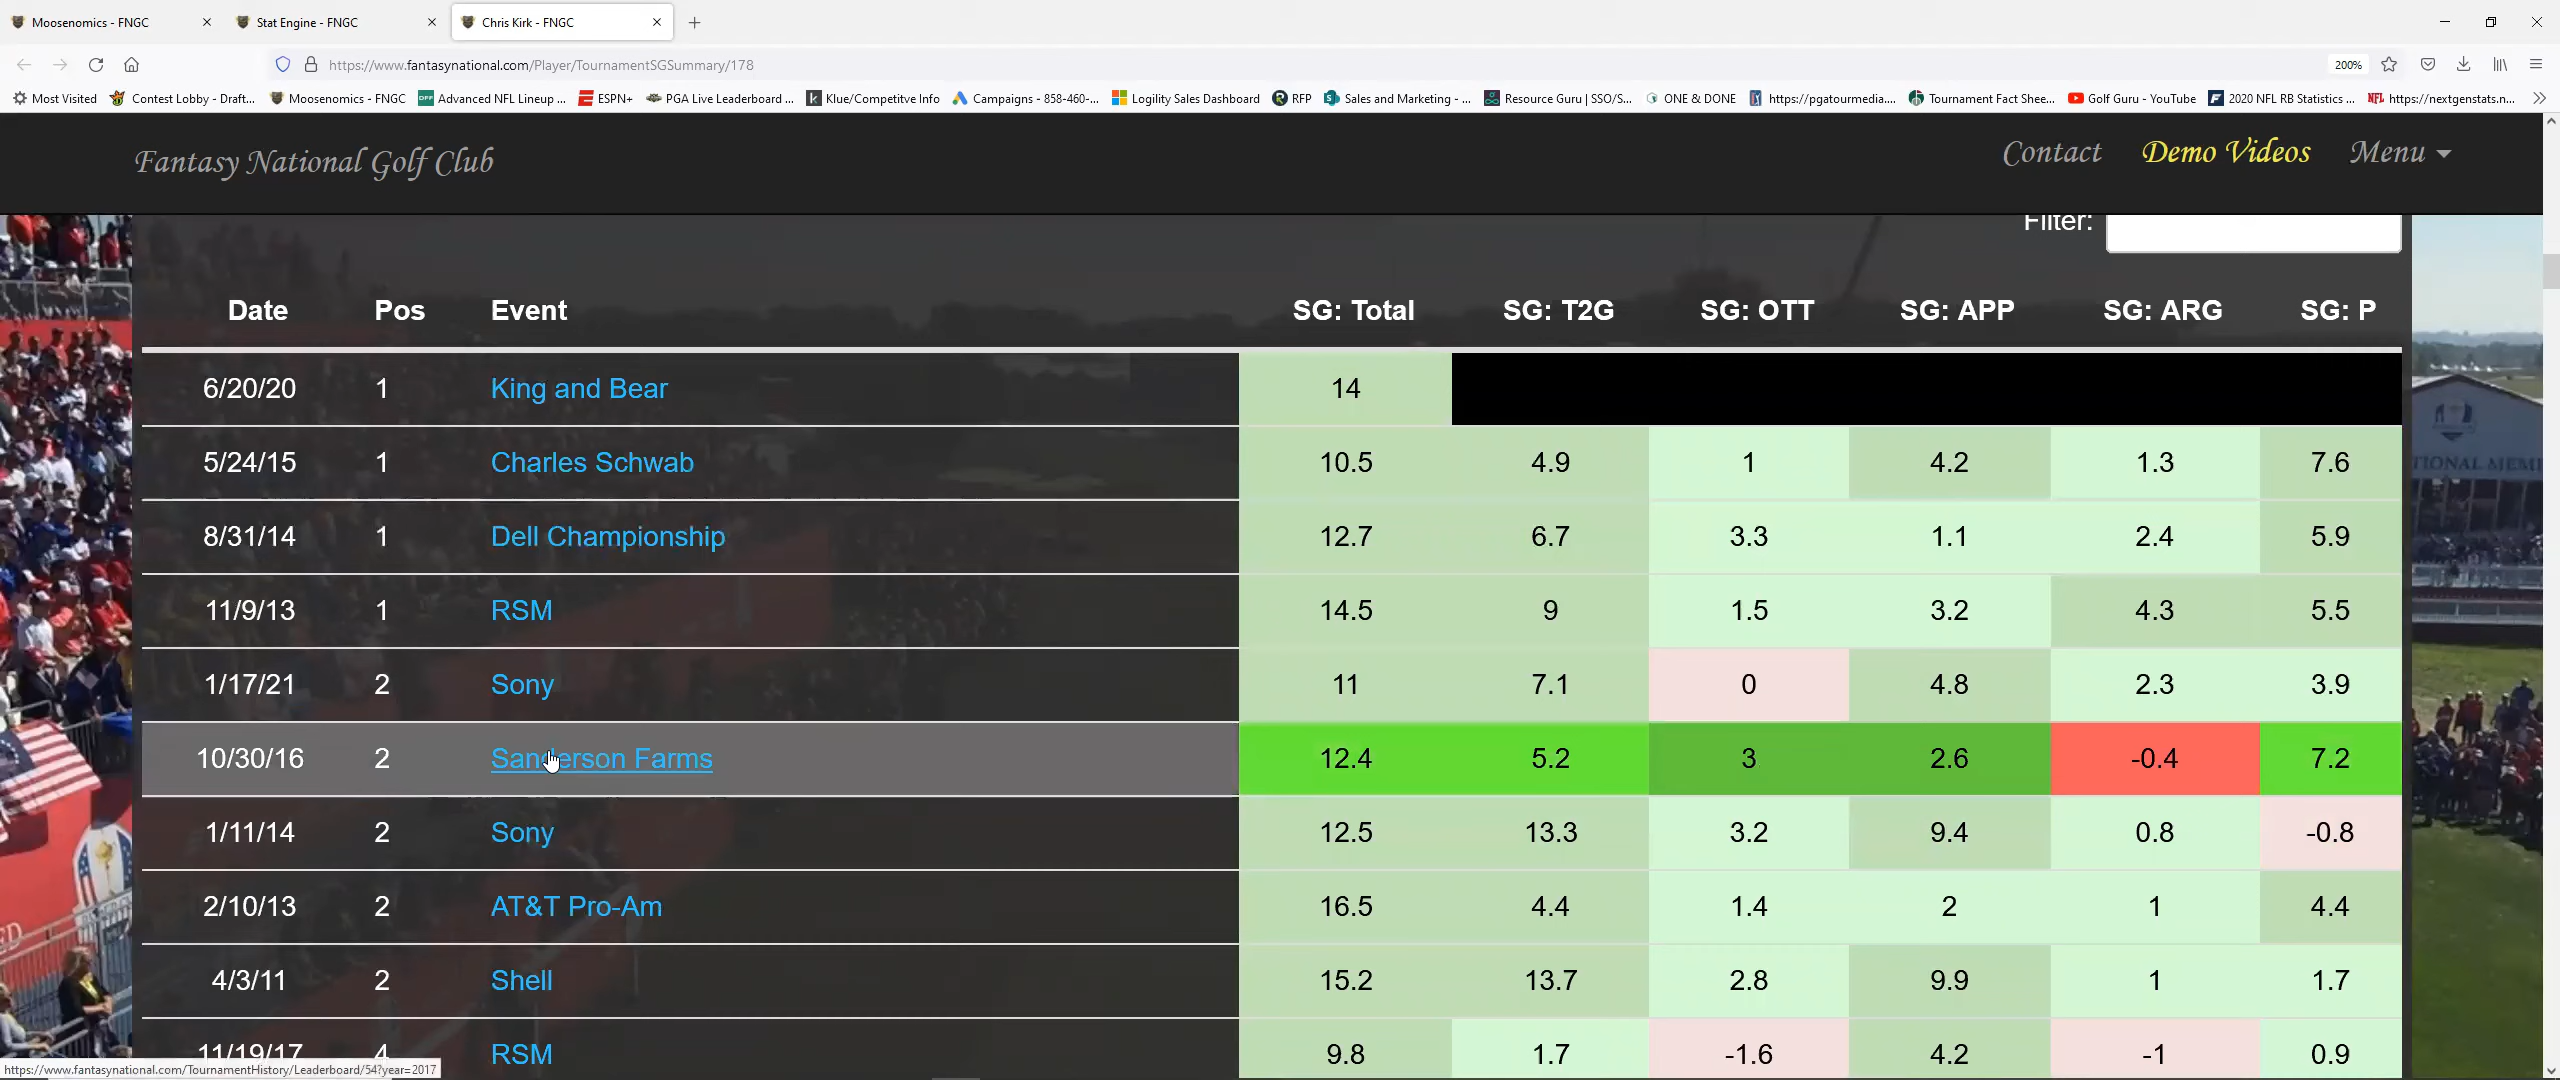 Moosenomics - FNGC
Stat Engine - FNGC
Chris Kirk - FNGC
https://www.fantasynational.com/Player/TournamentSGSummary/178
200%
Most Visited Contest Lobby - Draft... Moosenomics - FNGC Advanced NFL Lineup ... ESPN+ PGA Live Leaderboard ... Klue/Competitve Info Campaigns - 858-460-... Logility Sales Dashboard RFP Sales and Marketing - ... Resource Guru | SSO/S... ONE & DONE https://pgatourmedia.... Tournament Fact Shee... Golf Guru - YouTube 2020 NFL RB Statistics ... https://nextgenstats.n...
Fantasy National Golf Club Contact Demo Videos Menu
Filter:
Date Pos Event SG: Total SG: T2G SG: OTT SG: APP SG: ARG SG: P
6/20/20 1 King and Bear 14
5/24/15 1 Charles Schwab 10.5 4.9 1 4.2 1.3 7.6
8/31/14 1 Dell Championship 12.7 6.7 3.3 1.1 2.4 5.9
11/9/13 1 RSM 14.5 9 1.5 3.2 4.3 5.5
1/17/21 2 Sony 11 7.1 0 4.8 2.3 3.9
10/30/16 2 Sanderson Farms 12.4 5.2 3 2.6 -0.4 7.2
1/11/14 2 Sony 12.5 13.3 3.2 9.4 0.8 -0.8
2/10/13 2 AT&T Pro-Am 16.5 4.4 1.4 2 1 4.4
4/3/11 2 Shell 15.2 13.7 2.8 9.9 1 1.7
11/19/17 4 RSM 9.8 1.7 -1.6 4.2 -1 0.9
https://www.fantasynational.com/TournamentHistory/Leaderboard/54?year=2017